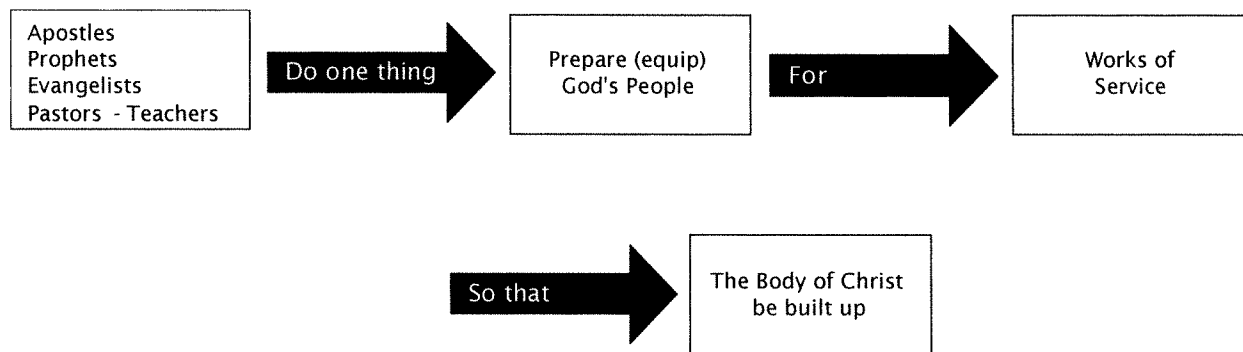 Apostles
Prophets
Evangelists
Pastors - Teachers
Do one thing
Prepare (equip)
God's People
For
Works of
Service
So that
The Body of Christ
be built up